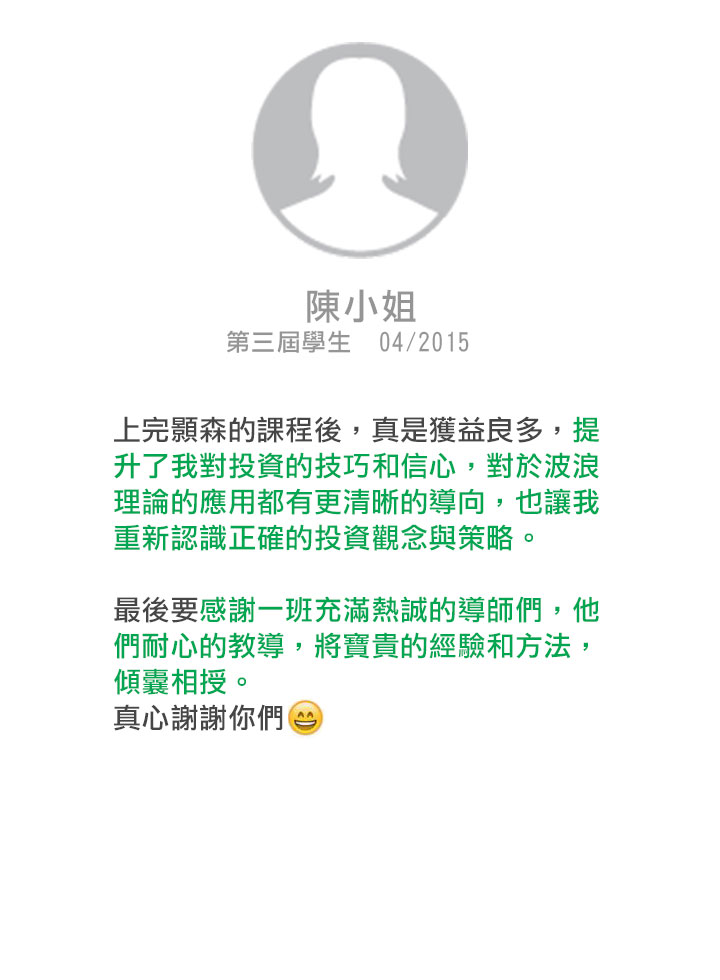 陳小姐
第三屆學生 04/2015
上完顥森的課程後，真是獲益良多，提
升了我對投資的技巧和信心，對於波浪
理論的應用都有更清晰的導向，也讓我
重新認識正確的投資觀念與策略。
最後要感謝一班充滿熱誠的導師們，他
們耐心的教導，將寶貴的經驗和方法，
傾囊相授。
真心謝謝你們😄